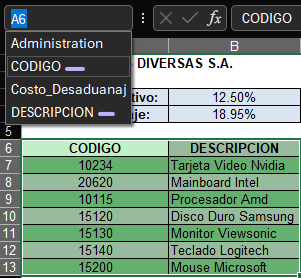 A6
fx
CODIGO
Administration
CODIGO
Costo_Desaduanaj
DESCRIPCION
B
DIVERSAS S.A.
tivo: 12.50%
aje: 18.95%
5
6 CODIGO DESCRIPCION
7 10234 Tarjeta Video Nvidia
8 20620 Mainboard Intel
9 10115 Procesador Amd
10 15120 Disco Duro Samsung
11 15130 Monitor Viewsonic
12 15140 Teclado Logitech
13 15200 Mouse Microsoft